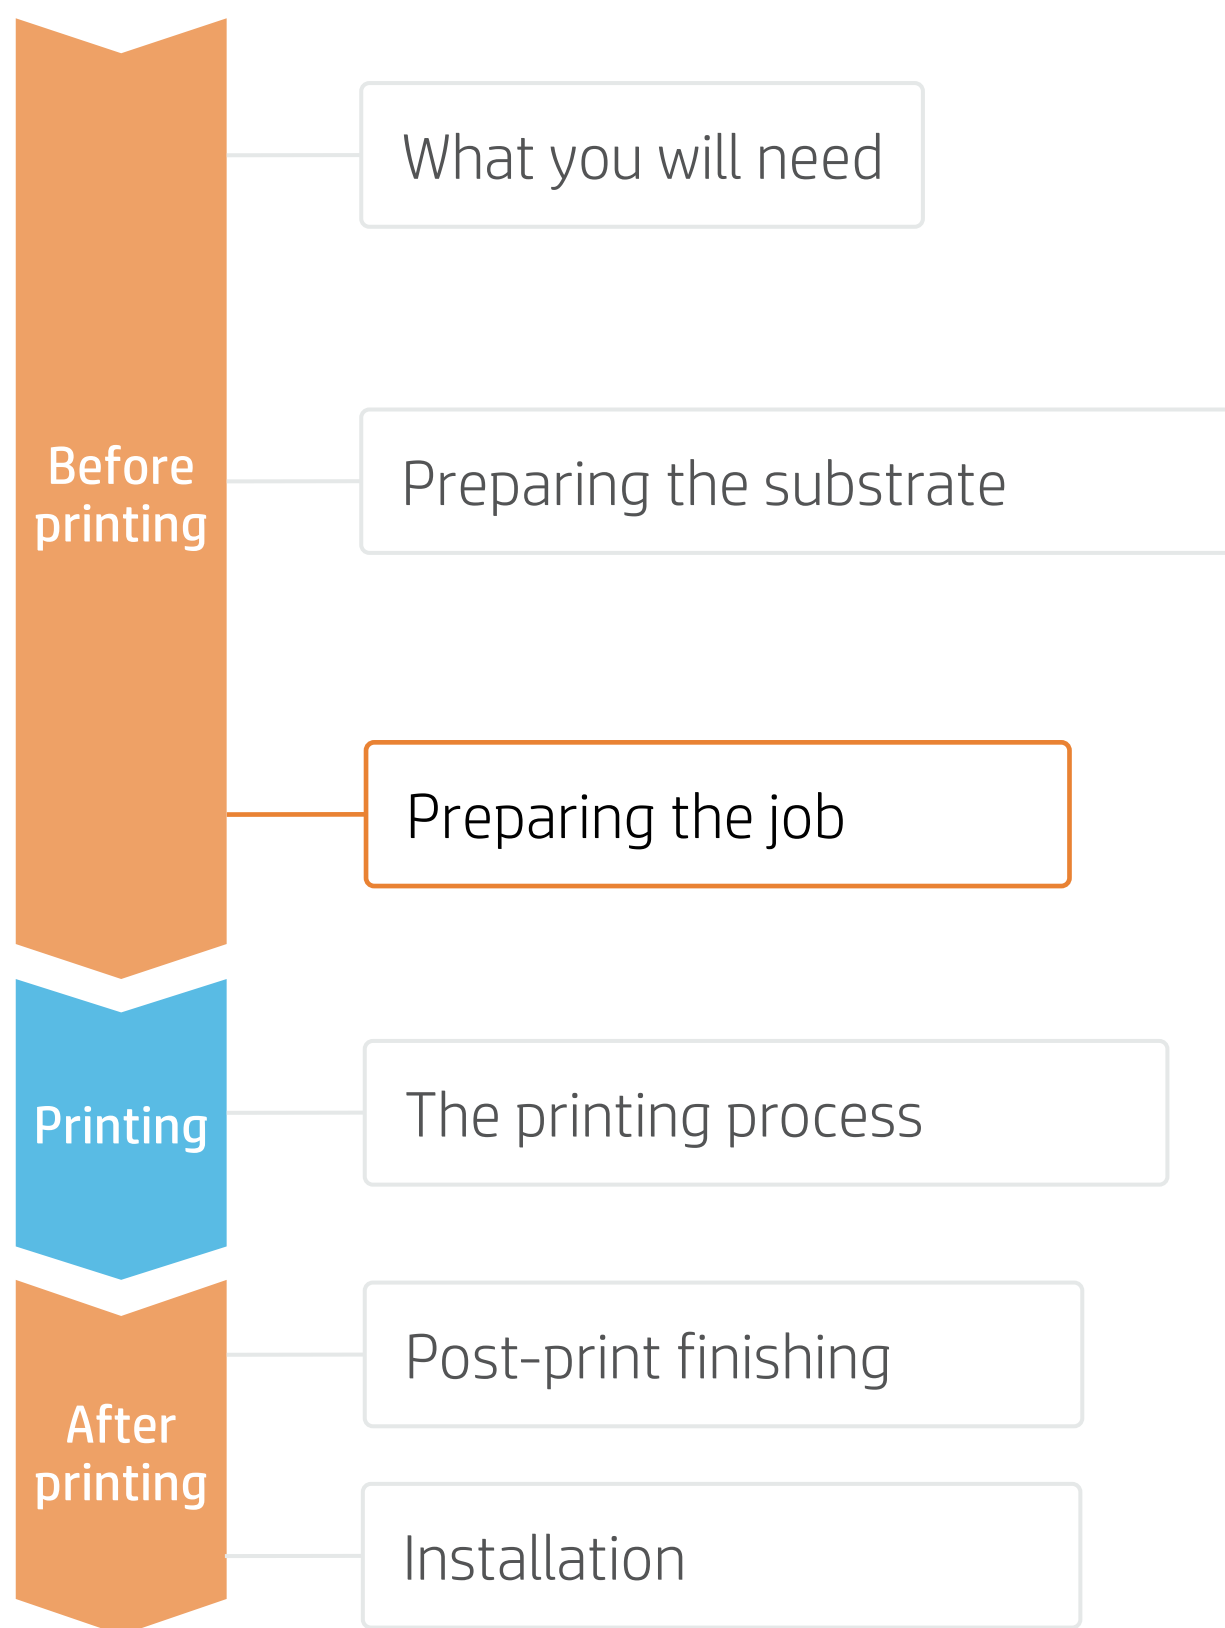 What you will need
Preparing the substrate
Before
printing
Preparing the job
Printing
The printing process
Post-print finishing
After
printing
Installation